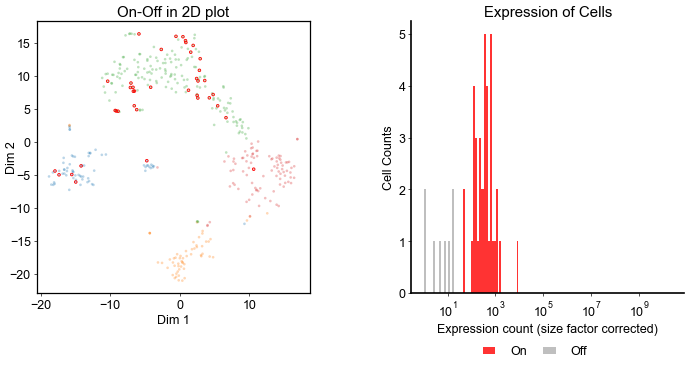 On-Off in 2D plot
15
10
5
0
−5
−10
−15
−20
−20 −10 0 10
Dim 2
Dim 1
Expression of Cells
5
4
3
2
1
0
Cell Counts
10^1 10^3 10^5 10^7 10^9
Expression count (size factor corrected)
On Off